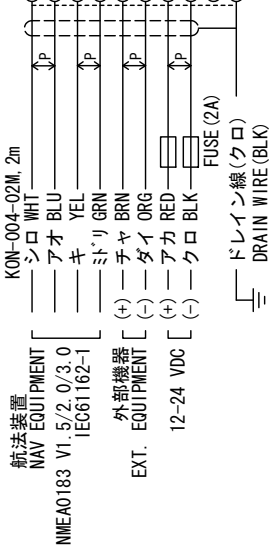 KON-004-02M, 2m
航法装置
NAV EQUIPMENT
NMEA0183 V1.5/2.0/3.0
IEC61162-1
シロ WHT
アオ BLU
キ YEL
ミドリ GRN
P
P
外部機器
EXT. EQUIPMENT
(+) チャ BRN
(-) ダイ ORG
P
12-24 VDC
(+) アカ RED
(-) クロ BLK
P
FUSE(2A)
ドレイン線(クロ)
DRAIN WIRE(BLK)